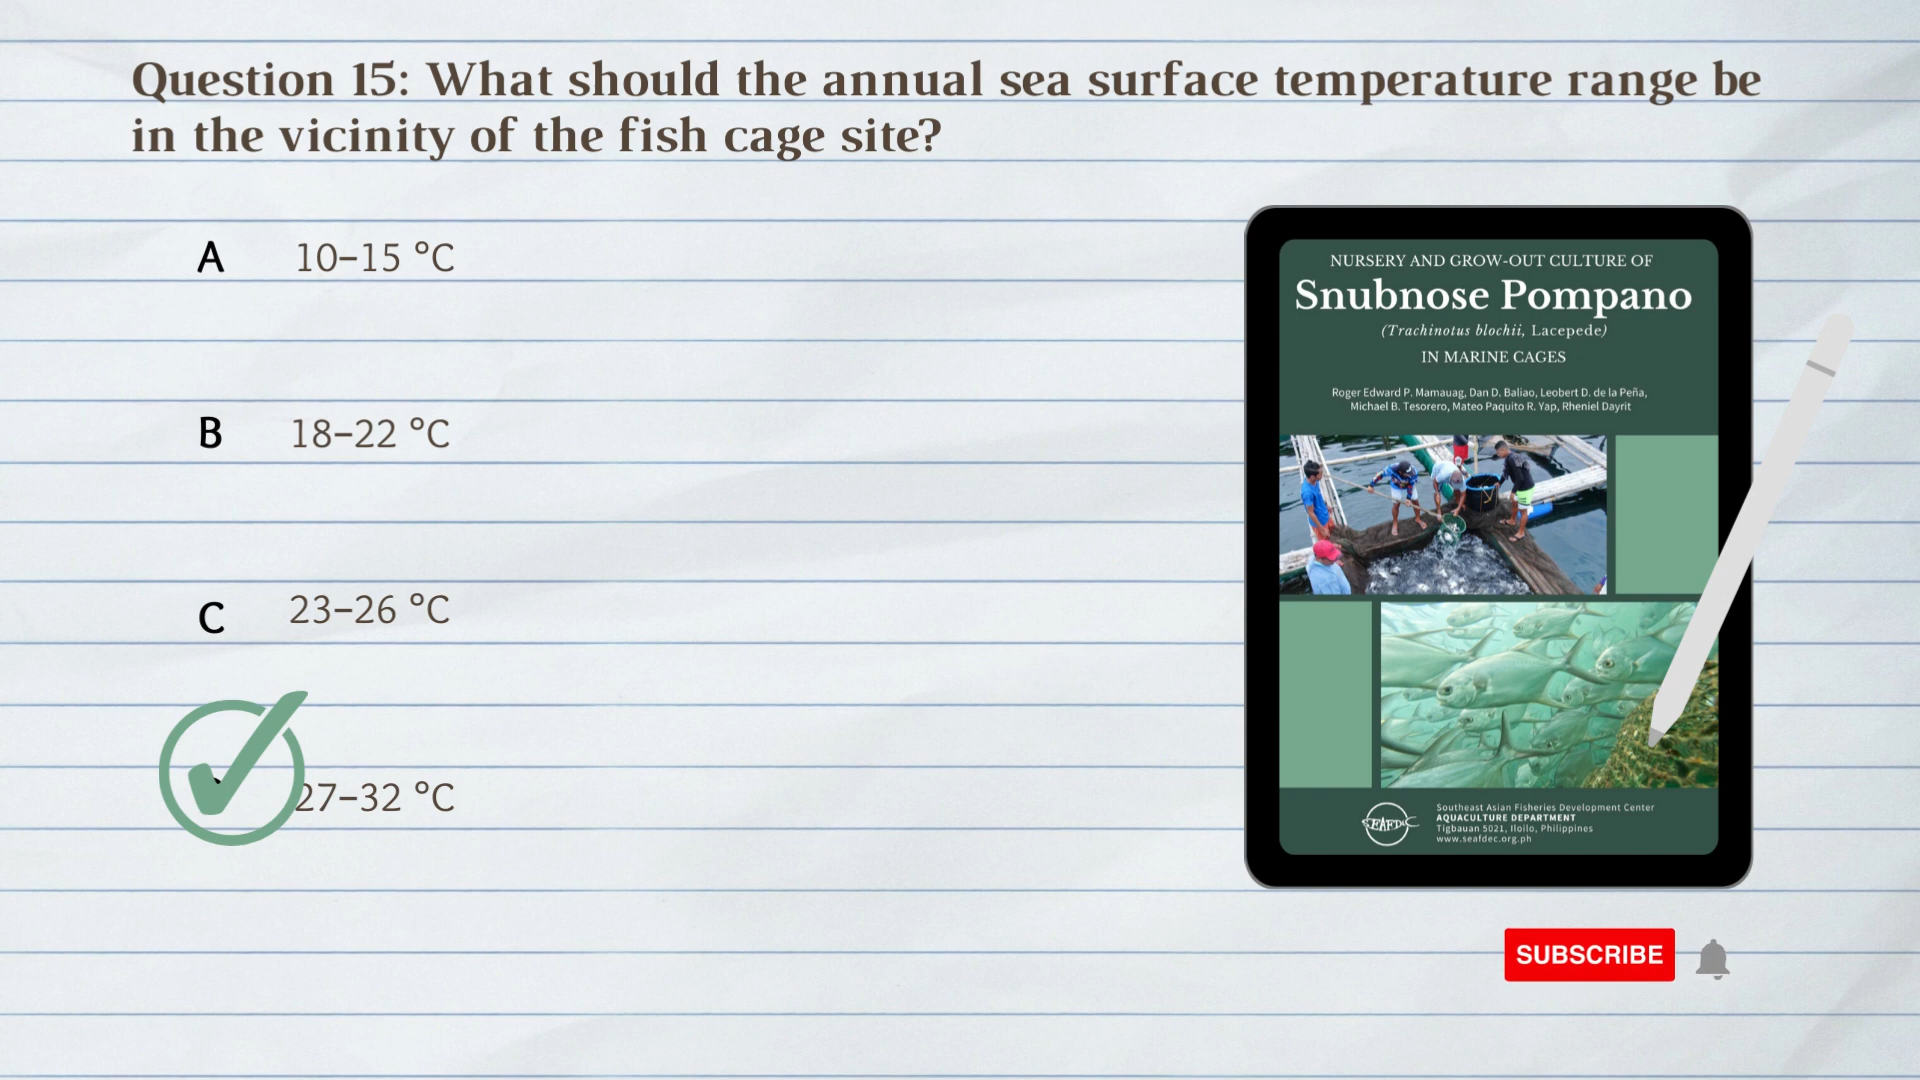 Question 15: What should the annual sea surface temperature range be
in the vicinity of the fish cage site?
A 10–15 °C
B 18–22 °C
C 23–26 °C
27–32 °C
NURSERY AND GROW-OUT CULTURE OF
Snubnose Pompano
(Trachinotus blochii, Lacepede)
IN MARINE CAGES
Roger Edward P. Mamauag, Dan D. Baliao, Leobert D. de la Peña,
Michael B. Tesorero, Mateo Paquito R. Yap, Rheniel Dayrit
SEAFDEC
Southeast Asian Fisheries Development Center
AQUACULTURE DEPARTMENT
Tigbauan 5021, Iloilo, Philippines
www.seafdec.org.ph
SUBSCRIBE